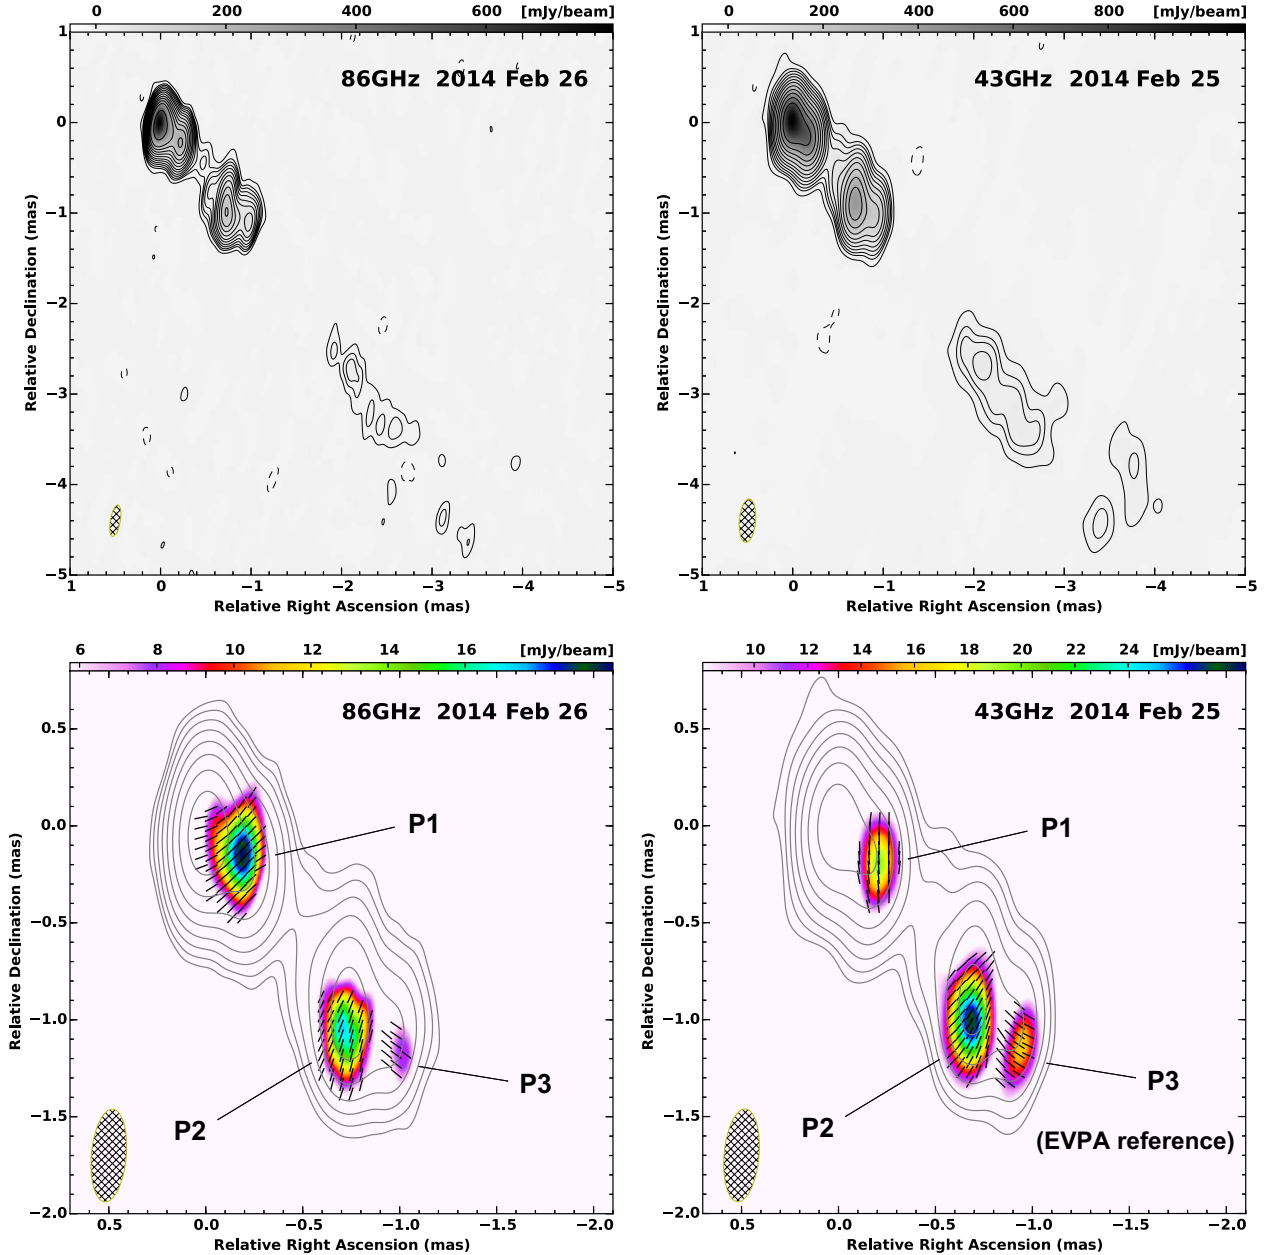 0 200 400 600 [mJy/beam]
86GHz 2014 Feb 26
1
0
−1
−2
−3
−4
−5
Relative Declination (mas)
1 0 −1 −2 −3 −4 −5
Relative Right Ascension (mas)
0 200 400 600 800 [mJy/beam]
43GHz 2014 Feb 25
1
0
−1
−2
−3
−4
−5
Relative Declination (mas)
1 0 −1 −2 −3 −4 −5
Relative Right Ascension (mas)
6 8 10 12 14 16 [mJy/beam]
86GHz 2014 Feb 26
0.5
0.0
−0.5
−1.0
−1.5
−2.0
Relative Declination (mas)
P1
P3
P2
0.5 0.0 −0.5 −1.0 −1.5 −2.0
Relative Right Ascension (mas)
10 12 14 16 18 20 22 24 [mJy/beam]
43GHz 2014 Feb 25
0.5
0.0
−0.5
−1.0
−1.5
−2.0
Relative Declination (mas)
P1
P3
P2
(EVPA reference)
0.5 0.0 −0.5 −1.0 −1.5 −2.0
Relative Right Ascension (mas)